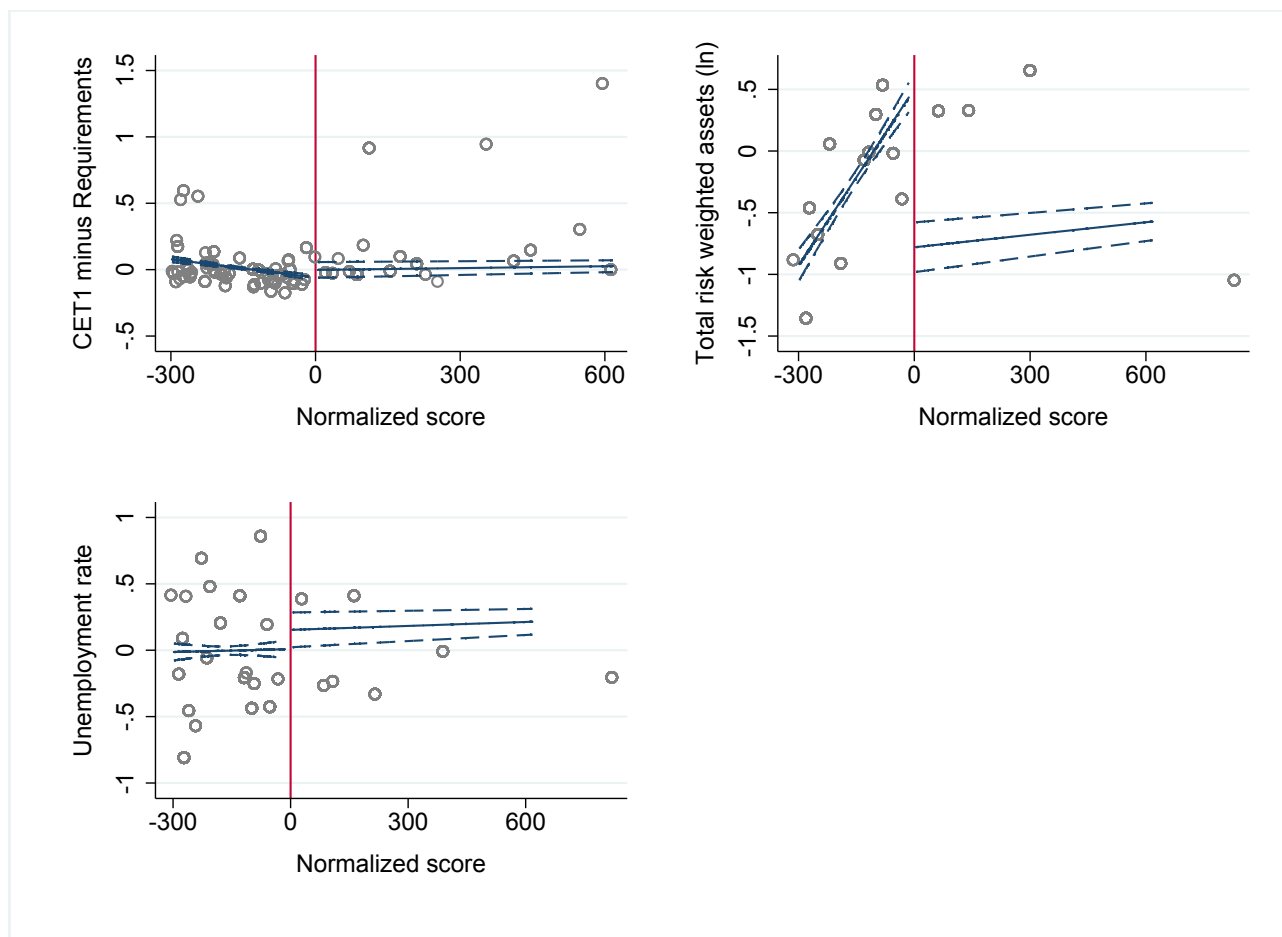 CET1 minus Requirements
1.5
1
.5
0
-.5
-300 0 300 600
Normalized score
Total risk weighted assets (ln)
.5
0
-.5
-1
-1.5
-300 0 300 600
Normalized score
Unemployment rate
1
.5
0
-.5
-1
-300 0 300 600
Normalized score